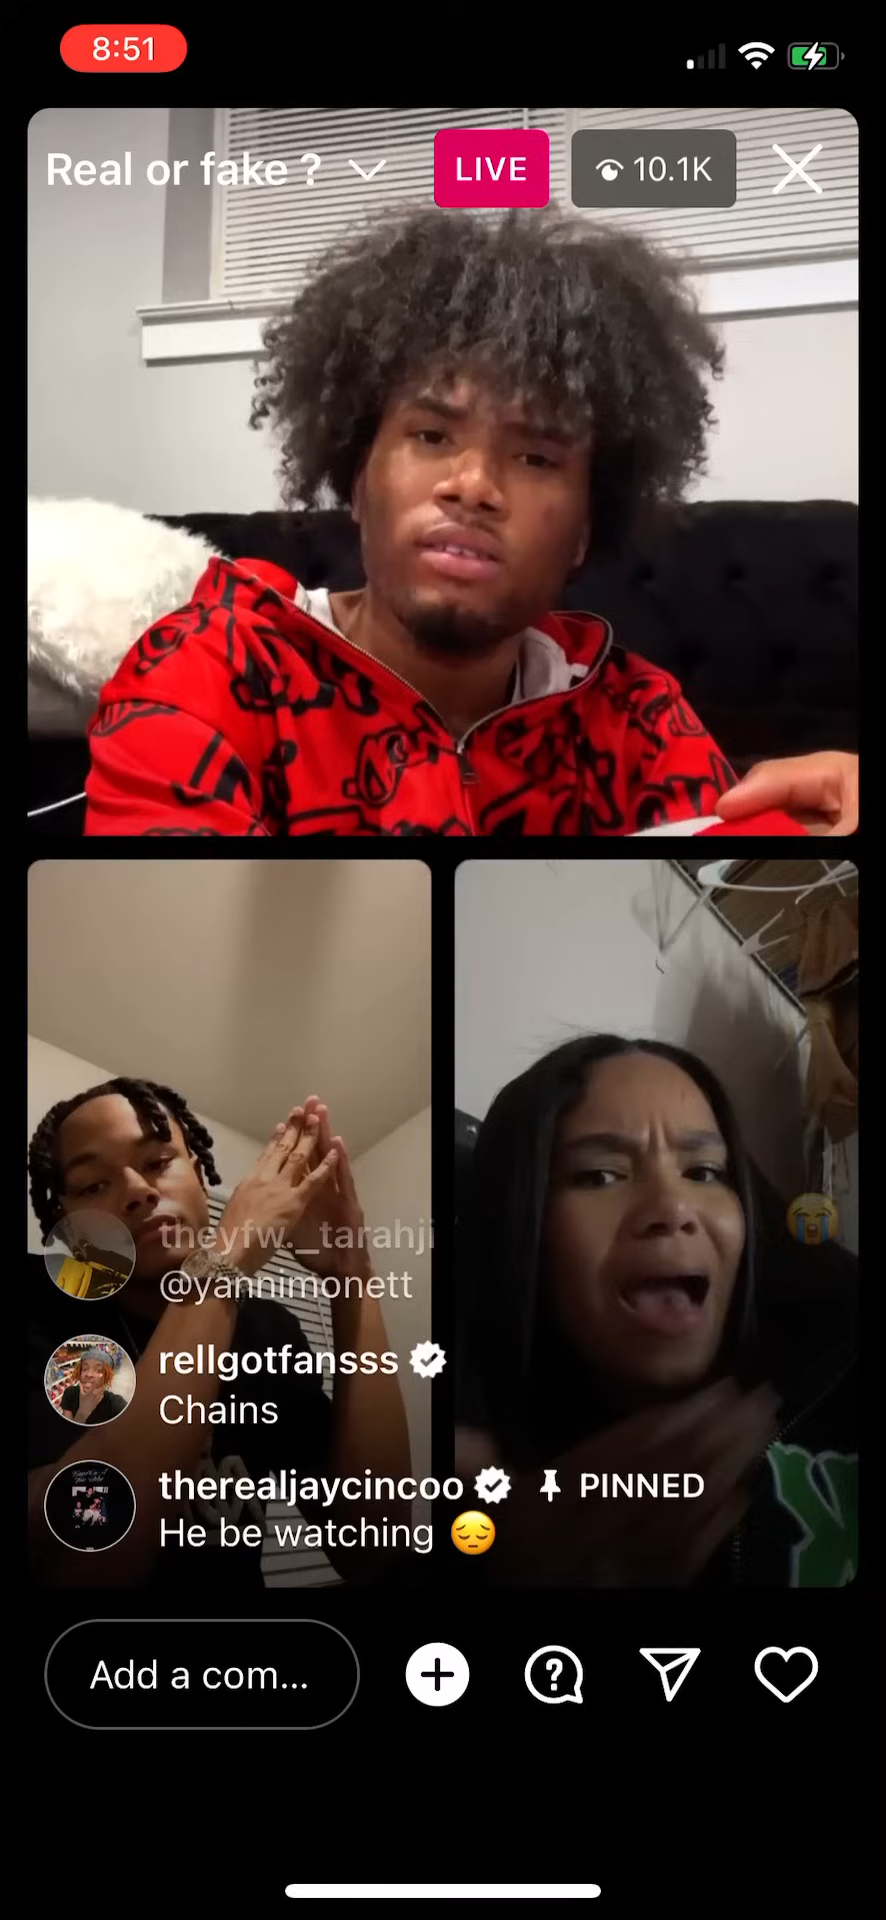 8:51
Real or fake ?
LIVE
10.1K
theyfw._tarahji
@yannimonett
rellgotfansss
Chains
therealjaycincoo PINNED
He be watching 😔
Add a com...